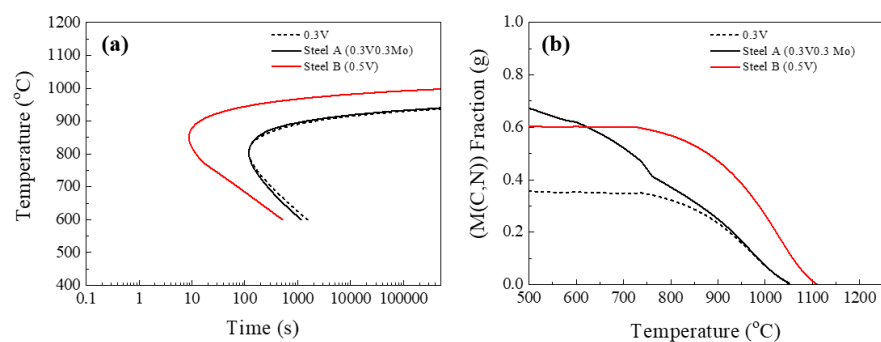 (a)
0.3V
Steel A (0.3V0.3Mo)
Steel B (0.5V)
1200
1100
1000
900
800
700
600
500
400
0.1
1
10
100
1000
10000
100000
Temperature (°C)
Time (s)
(b)
0.3V
Steel A (0.3V0.3 Mo)
Steel B (0.5V)
1.0
0.8
0.6
0.4
0.2
0.0
500
600
700
800
900
1000
1100
1200
(M(C,N)) Fraction (g)
Temperature (°C)